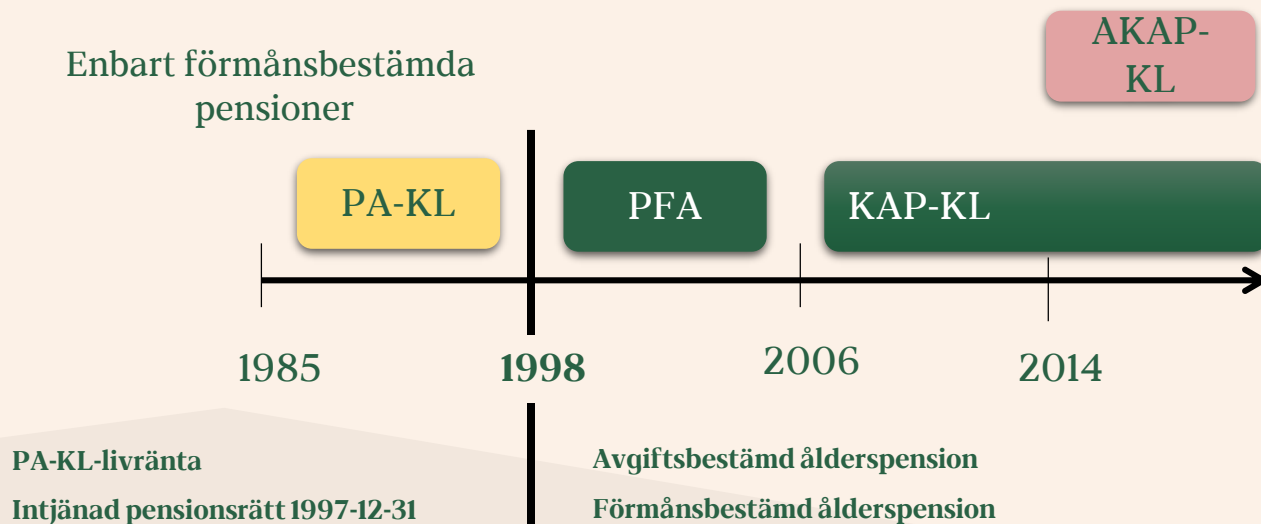 AKAP-
KL
Enbart förmånsbestämda
pensioner
PA-KL
PFA
KAP-KL
1985
1998
2006
2014
PA-KL-livränta
Intjänad pensionsrätt 1997-12-31
Avgiftsbestämd ålderspension
Förmånsbestämd ålderspension